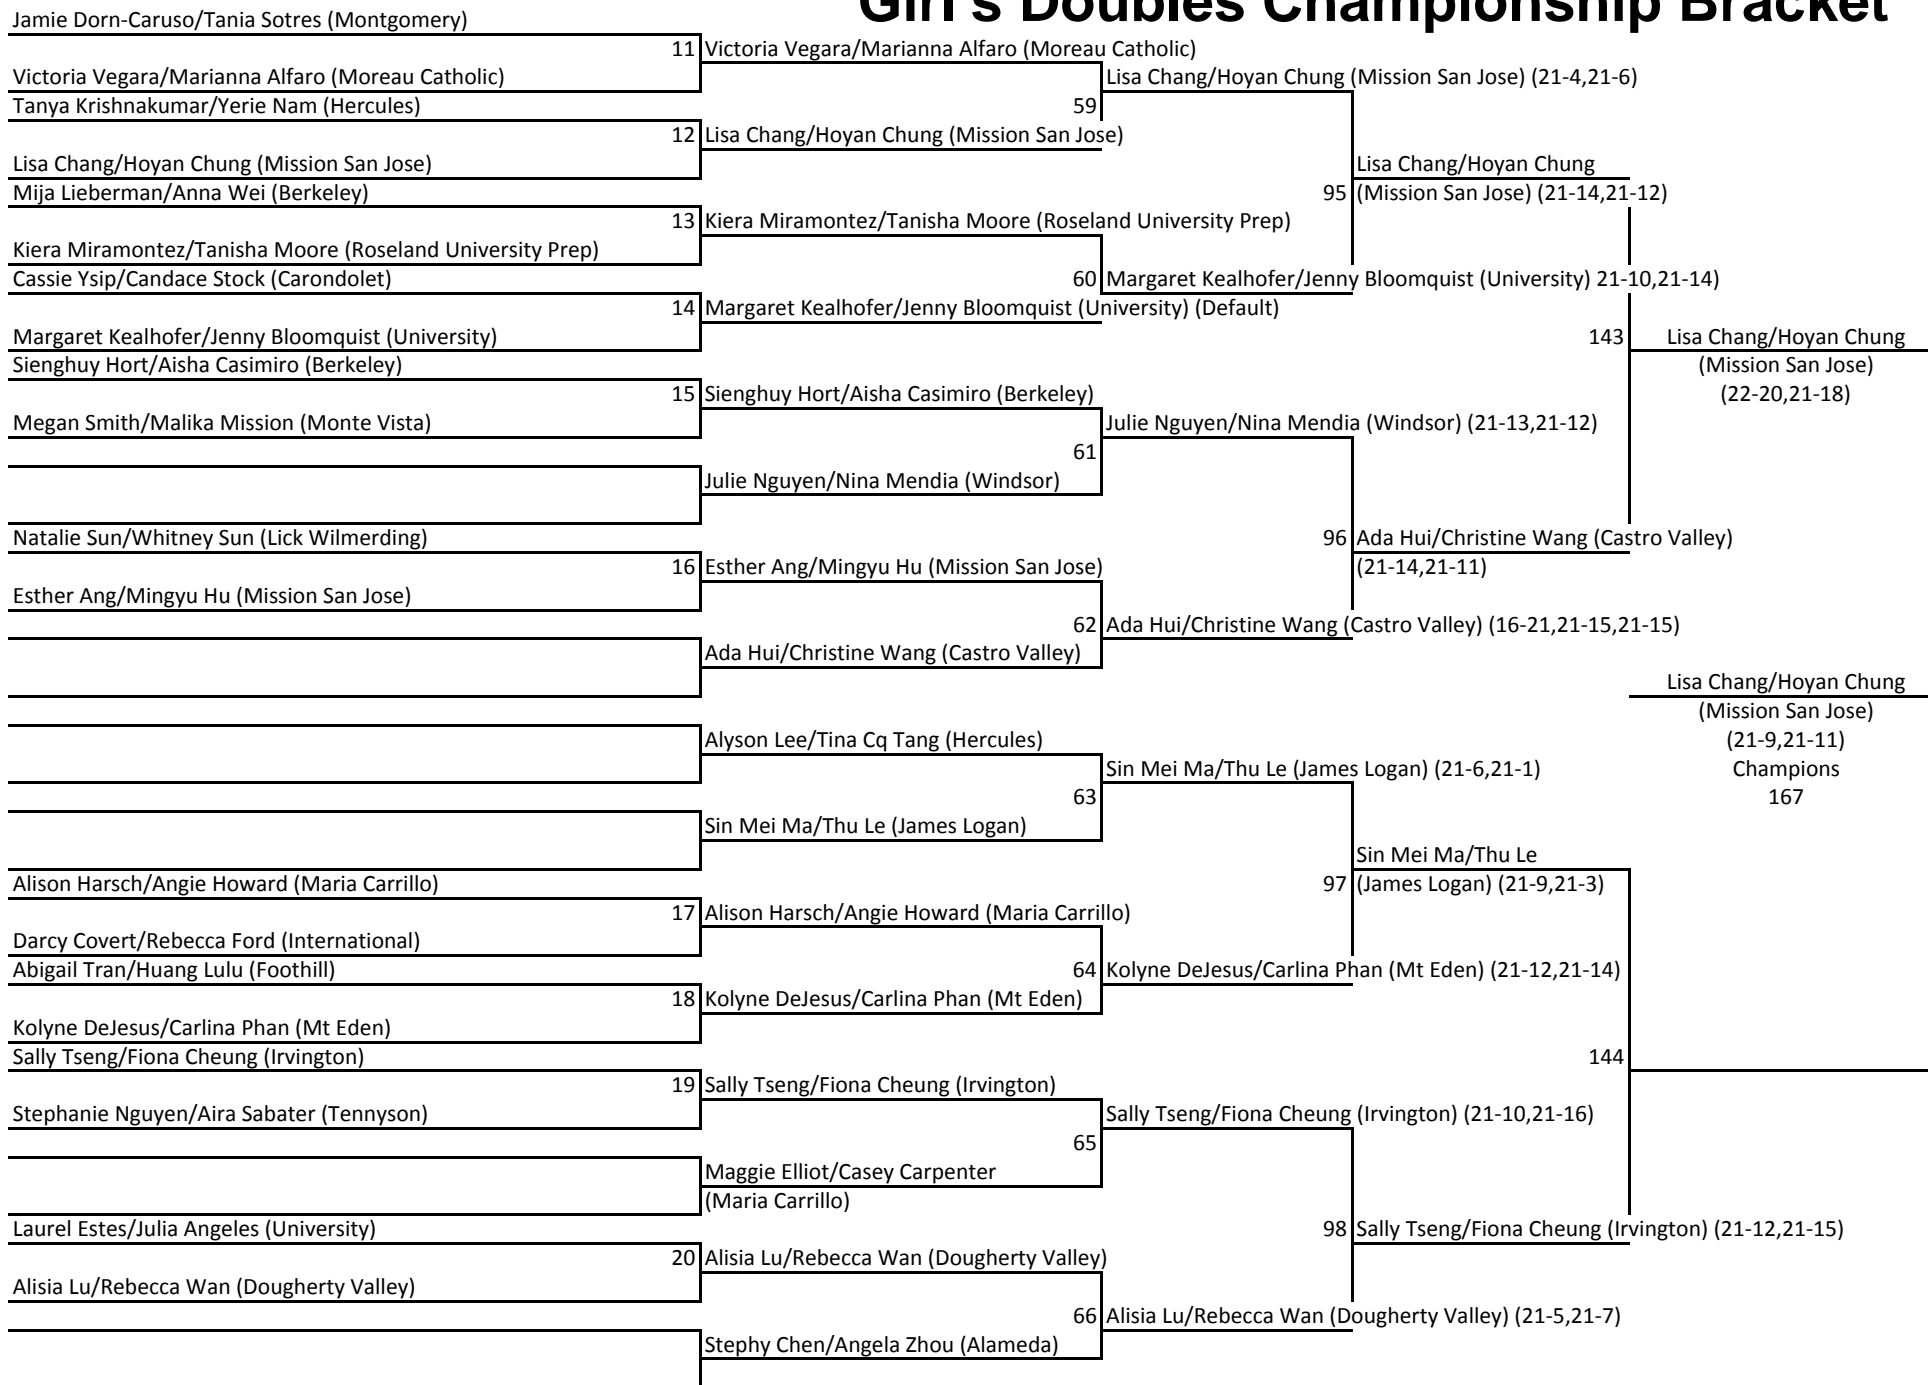 Girl's Doubles Championship Bracket
Jamie Dorn-Caruso/Tania Sotres (Montgomery)
11 Victoria Vegara/Marianna Alfaro (Moreau Catholic)
Victoria Vegara/Marianna Alfaro (Moreau Catholic)
Lisa Chang/Hoyan Chung (Mission San Jose) (21-4,21-6)
Tanya Krishnakumar/Yerie Nam (Hercules)
59
12 Lisa Chang/Hoyan Chung (Mission San Jose)
Lisa Chang/Hoyan Chung (Mission San Jose)
Lisa Chang/Hoyan Chung
Mija Lieberman/Anna Wei (Berkeley)
95 (Mission San Jose) (21-14,21-12)
13 Kiera Miramontez/Tanisha Moore (Roseland University Prep)
Kiera Miramontez/Tanisha Moore (Roseland University Prep)
Cassie Ysip/Candace Stock (Carondolet)
60 Margaret Kealhofer/Jenny Bloomquist (University) 21-10,21-14)
14 Margaret Kealhofer/Jenny Bloomquist (University) (Default)
Margaret Kealhofer/Jenny Bloomquist (University)
143 Lisa Chang/Hoyan Chung
Sienghuy Hort/Aisha Casimiro (Berkeley)
(Mission San Jose)
15 Sienghuy Hort/Aisha Casimiro (Berkeley)
(22-20,21-18)
Megan Smith/Malika Mission (Monte Vista)
Julie Nguyen/Nina Mendia (Windsor) (21-13,21-12)
61
Julie Nguyen/Nina Mendia (Windsor)
Natalie Sun/Whitney Sun (Lick Wilmerding)
96 Ada Hui/Christine Wang (Castro Valley)
16 Esther Ang/Mingyu Hu (Mission San Jose)
(21-14,21-11)
Esther Ang/Mingyu Hu (Mission San Jose)
62 Ada Hui/Christine Wang (Castro Valley) (16-21,21-15,21-15)
Ada Hui/Christine Wang (Castro Valley)
Lisa Chang/Hoyan Chung
(Mission San Jose)
Alyson Lee/Tina Cq Tang (Hercules)
(21-9,21-11)
Sin Mei Ma/Thu Le (James Logan) (21-6,21-1)
Champions
63
167
Sin Mei Ma/Thu Le (James Logan)
Sin Mei Ma/Thu Le
Alison Harsch/Angie Howard (Maria Carrillo)
97 (James Logan) (21-9,21-3)
17 Alison Harsch/Angie Howard (Maria Carrillo)
Darcy Covert/Rebecca Ford (International)
Abigail Tran/Huang Lulu (Foothill)
64 Kolyne DeJesus/Carlina Phan (Mt Eden) (21-12,21-14)
18 Kolyne DeJesus/Carlina Phan (Mt Eden)
Kolyne DeJesus/Carlina Phan (Mt Eden)
Sally Tseng/Fiona Cheung (Irvington)
144
19 Sally Tseng/Fiona Cheung (Irvington)
Stephanie Nguyen/Aira Sabater (Tennyson)
Sally Tseng/Fiona Cheung (Irvington) (21-10,21-16)
65
Maggie Elliot/Casey Carpenter
(Maria Carrillo)
Laurel Estes/Julia Angeles (University)
98 Sally Tseng/Fiona Cheung (Irvington) (21-12,21-15)
20 Alisia Lu/Rebecca Wan (Dougherty Valley)
Alisia Lu/Rebecca Wan (Dougherty Valley)
66 Alisia Lu/Rebecca Wan (Dougherty Valley) (21-5,21-7)
Stephy Chen/Angela Zhou (Alameda)